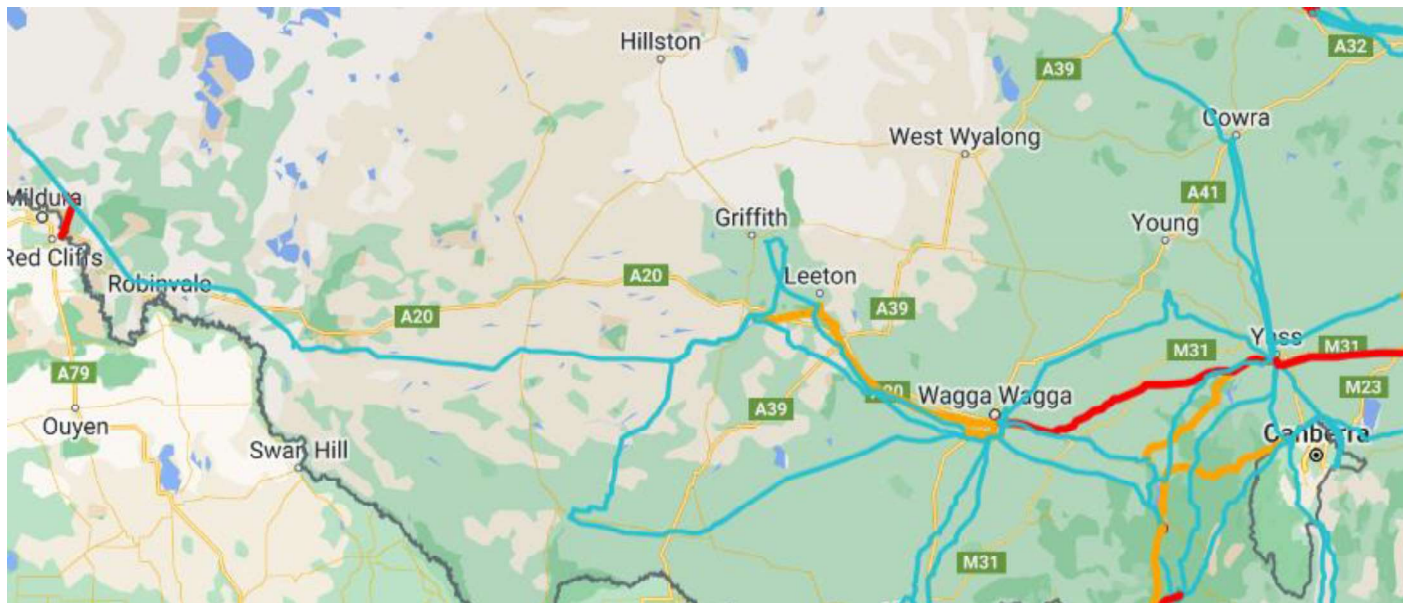 Hillston
A32
A39
Cowra
West Wyalong
A41
Mildura
Griffith
Young
Red Cliffs
Leeton
A20
Robinvale
A20
A39
M31
Yass
M31
A79
A20
Wagga Wagga
M23
A39
Ouyen
Canberra
Swan Hill
M31